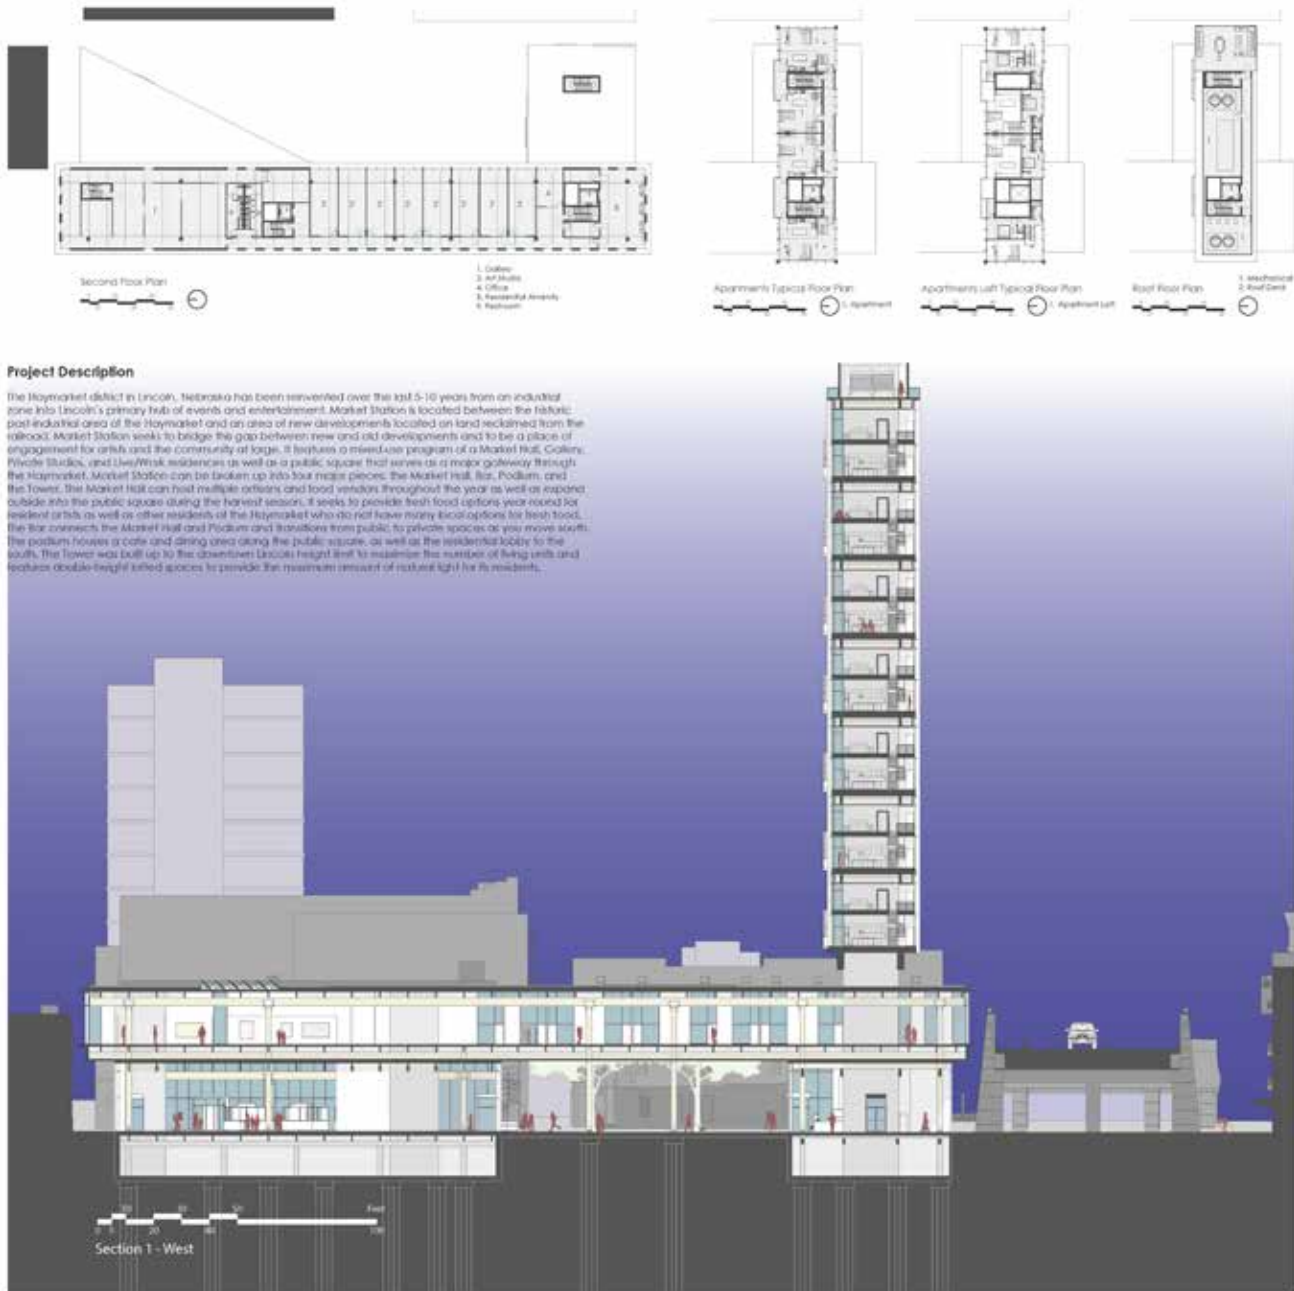 Second Floor Plan
1. Gallery
2. Art Studio
4. Office
5. Residential Amenity
Restroom
Apartments Typical Floor Plan
1. Apartment
Apartments Loft Typical Floor Plan
1. Apartment Loft
Roof Floor Plan
1. Mechanical
2. Roof Deck
Project Description
The Haymarket district in Lincoln, Nebraska has been reinvented over the last 5-10 years from an industrial
zone into Lincoln's primary hub of events and entertainment. Market Station is located between the historic
post-industrial area of the Haymarket and an area of new developments located on land reclaimed from the
railroad. Market Station seeks to bridge this gap between new and old developments and to be a place of
engagement for artists and the community at large. It features a mixed-use program of a Market Hall, Gallery,
Private Studios, and Live/Work residences as well as a public square that serves as a major gateway through
the Haymarket. Market Station can be broken up into four major pieces: the Market Hall, Bar, Podium, and
the Tower. The Market Hall can host multiple artisans and food vendors throughout the year as well as expand
outside into the public square during the harvest season. It seeks to provide fresh food options year-round for
resident artists as well as other residents of the Haymarket who do not have many local options for fresh food.
The Bar connects the Market Hall and Podium and transitions from public to private spaces as you move south.
The podium houses a cafe and dining area along the public square, as well as the residential lobby to the
south. The Tower was built up to the downtown Lincoln height limit to maximize the number of living units and
features double-height lofted spaces to provide the maximum amount of natural light for its residents.
10 30 50 Feet
0 5 20 40 100
Section 1 - West